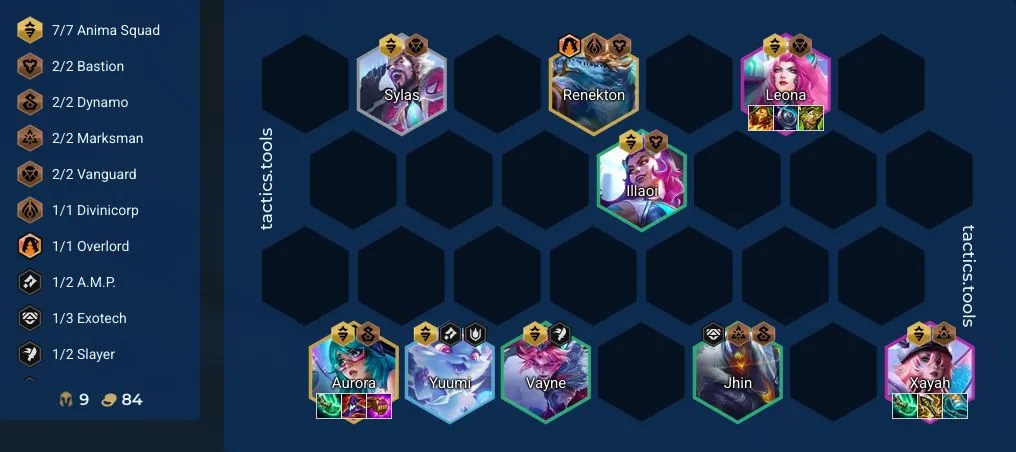 7/7 Anima Squad
2/2 Bastion
2/2 Dynamo
2/2 Marksman
2/2 Vanguard
1/1 Divinicorp
1/1 Overlord
1/2 A.M.P.
1/3 Exotech
1/2 Slayer
9 84
tactics.tools
Sylas
Renekton
Leona
Illaoi
Aurora
Yuumi
Vayne
Jhin
Xayah
tactics.tools